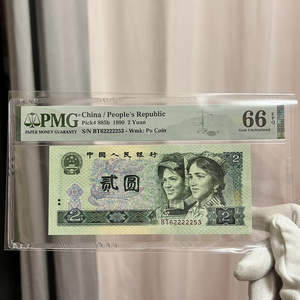 PMG
PAPER MONEY GUARANTY
China / People's Republic
Pick# 885b 1990 2 Yuan
S/N BT62222253 - Wmk: Pu Coin
66 EPQ
Gem Uncirculated
中国人民银行
2
贰圆
2
BT62222253